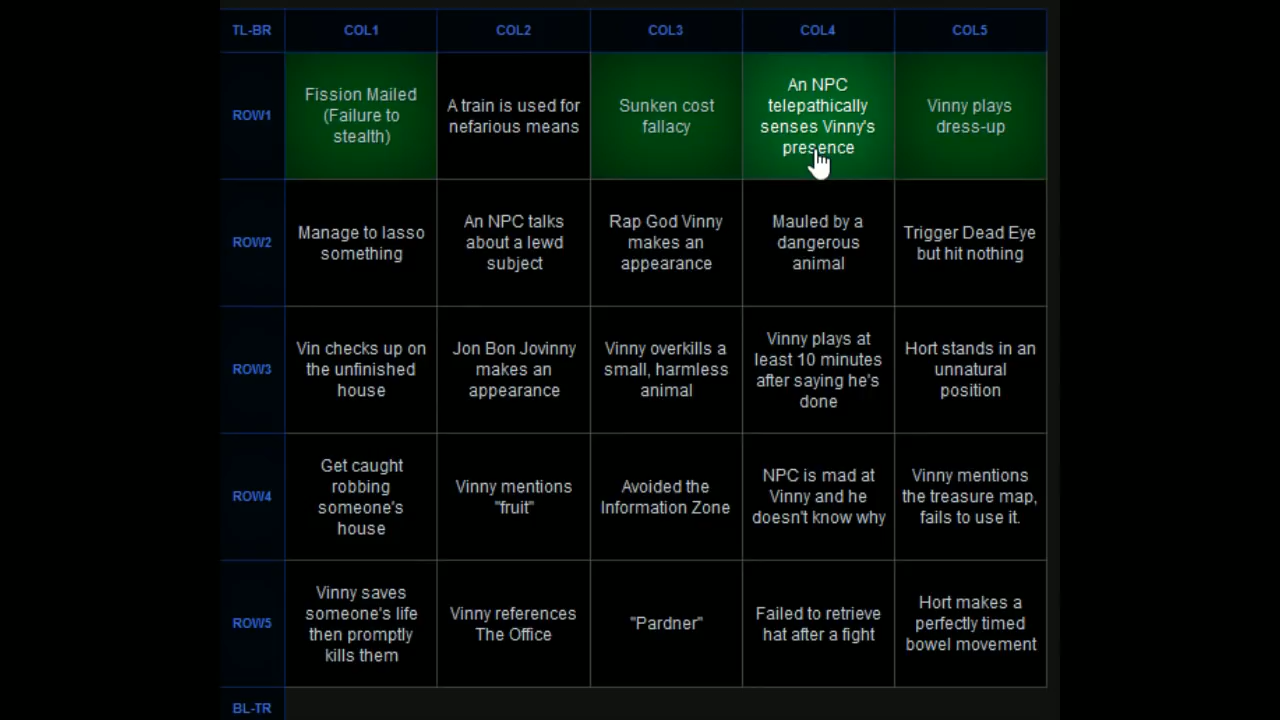 TL-BR COL1 COL2 COL3 COL4 COL5
ROW1
Fission Mailed
(Failure to
stealth)
A train is used for
nefarious means
Sunken cost
fallacy
An NPC
telepathically
senses Vinny's
presence
Vinny plays
dress-up
ROW2
Manage to lasso
something
An NPC talks
about a lewd
subject
Rap God Vinny
makes an
appearance
Mauled by a
dangerous
animal
Trigger Dead Eye
but hit nothing
ROW3
Vin checks up on
the unfinished
house
Jon Bon Jovinny
makes an
appearance
Vinny overkills a
small, harmless
animal
Vinny plays at
least 10 minutes
after saying he's
done
Hort stands in an
unnatural
position
ROW4
Get caught
robbing
someone's
house
Vinny mentions
"fruit"
Avoided the
Information Zone
NPC is mad at
Vinny and he
doesn't know why
Vinny mentions
the treasure map,
fails to use it.
ROW5
Vinny saves
someone's life
then promptly
kills them
Vinny references
The Office
"Pardner"
Failed to retrieve
hat after a fight
Hort makes a
perfectly timed
bowel movement
BL-TR